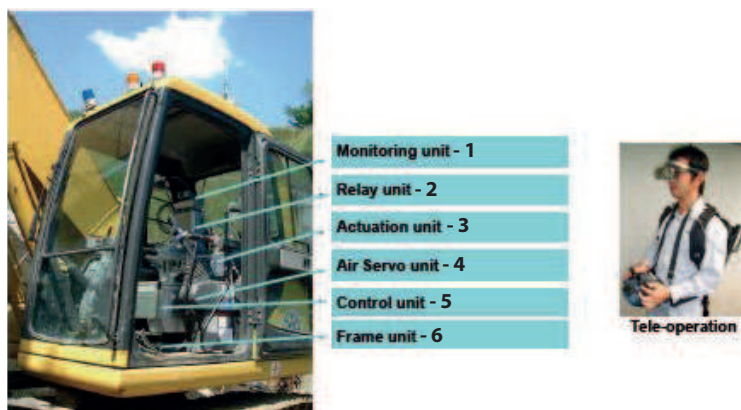 Monitoring unit - 1
Relay unit - 2
Actuation unit - 3
Air Servo unit - 4
Control unit - 5
Frame unit - 6
Tele-operation